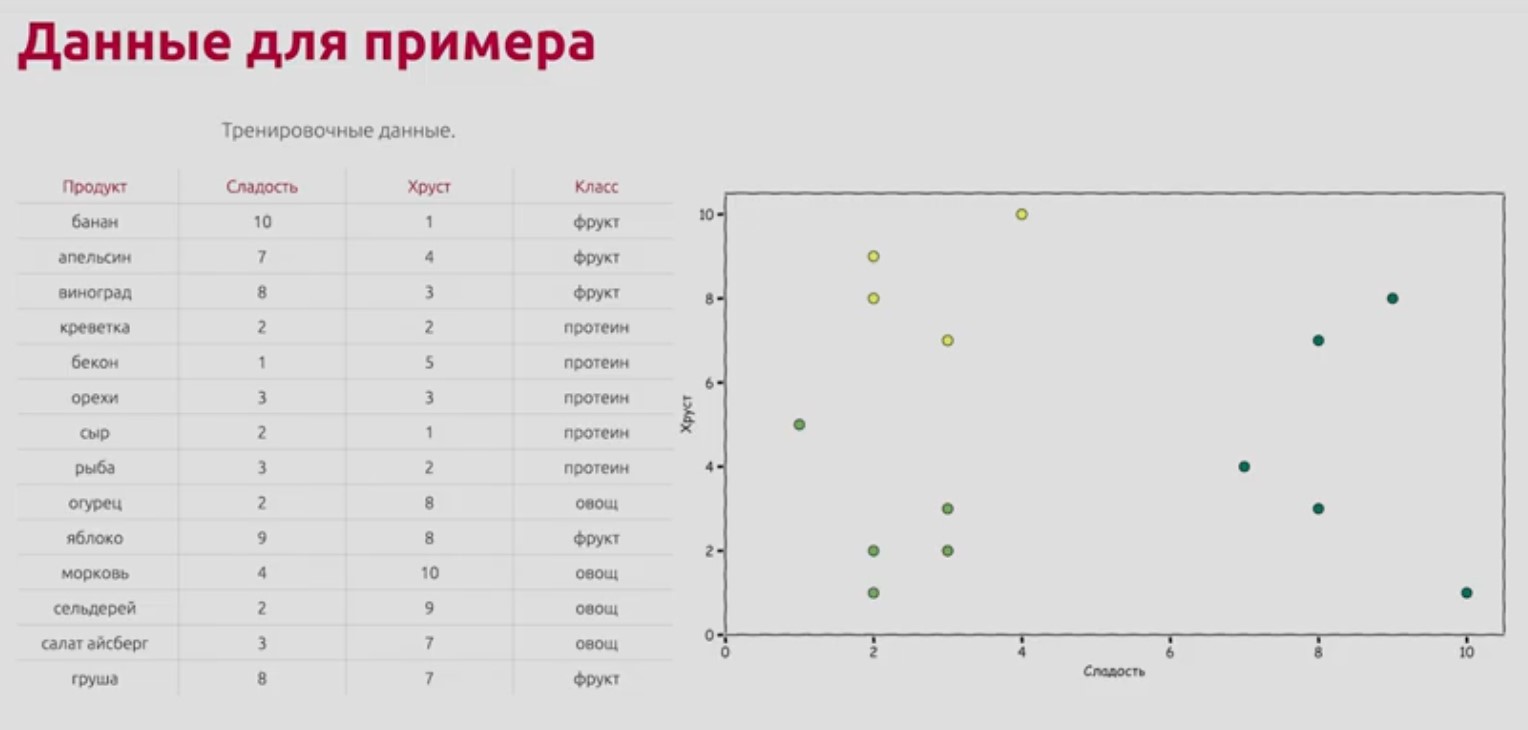 Данные для примера
Тренировочные данные.
Продукт Сладость Хруст Класс
банан 10 1 фрукт
апельсин 7 4 фрукт
виноград 8 3 фрукт
креветка 2 2 протеин
бекон 1 5 протеин
орехи 3 3 протеин
сыр 2 1 протеин
рыба 3 2 протеин
огурец 2 8 овощ
яблоко 9 8 фрукт
морковь 4 10 овощ
сельдерей 2 9 овощ
салат айсберг 3 7 овощ
груша 8 7 фрукт
10
8
6
4
2
0
Хруст
0 2 4 6 8 10
Сладость